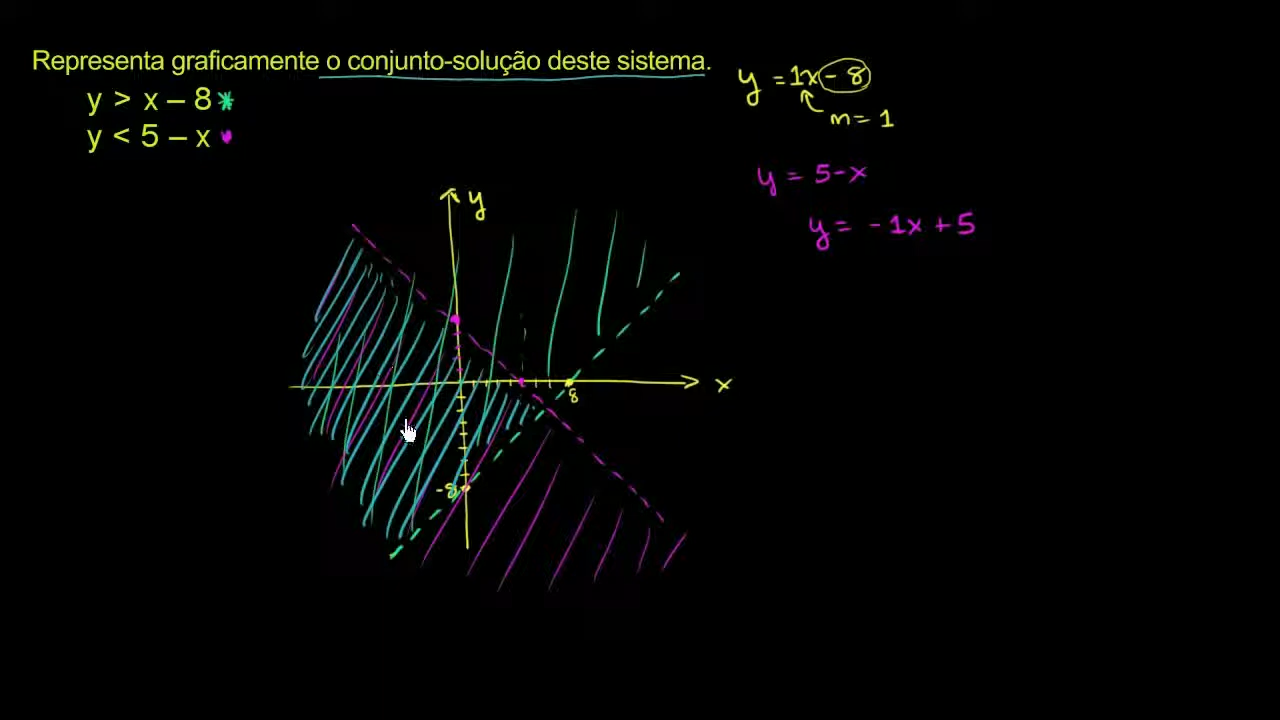 Representa graficamente o conjunto-solução deste sistema.
y > x – 8
y < 5 – x
y = 1x - 8
m = 1
y = 5-x
y = -1x + 5
y
x
8
-8